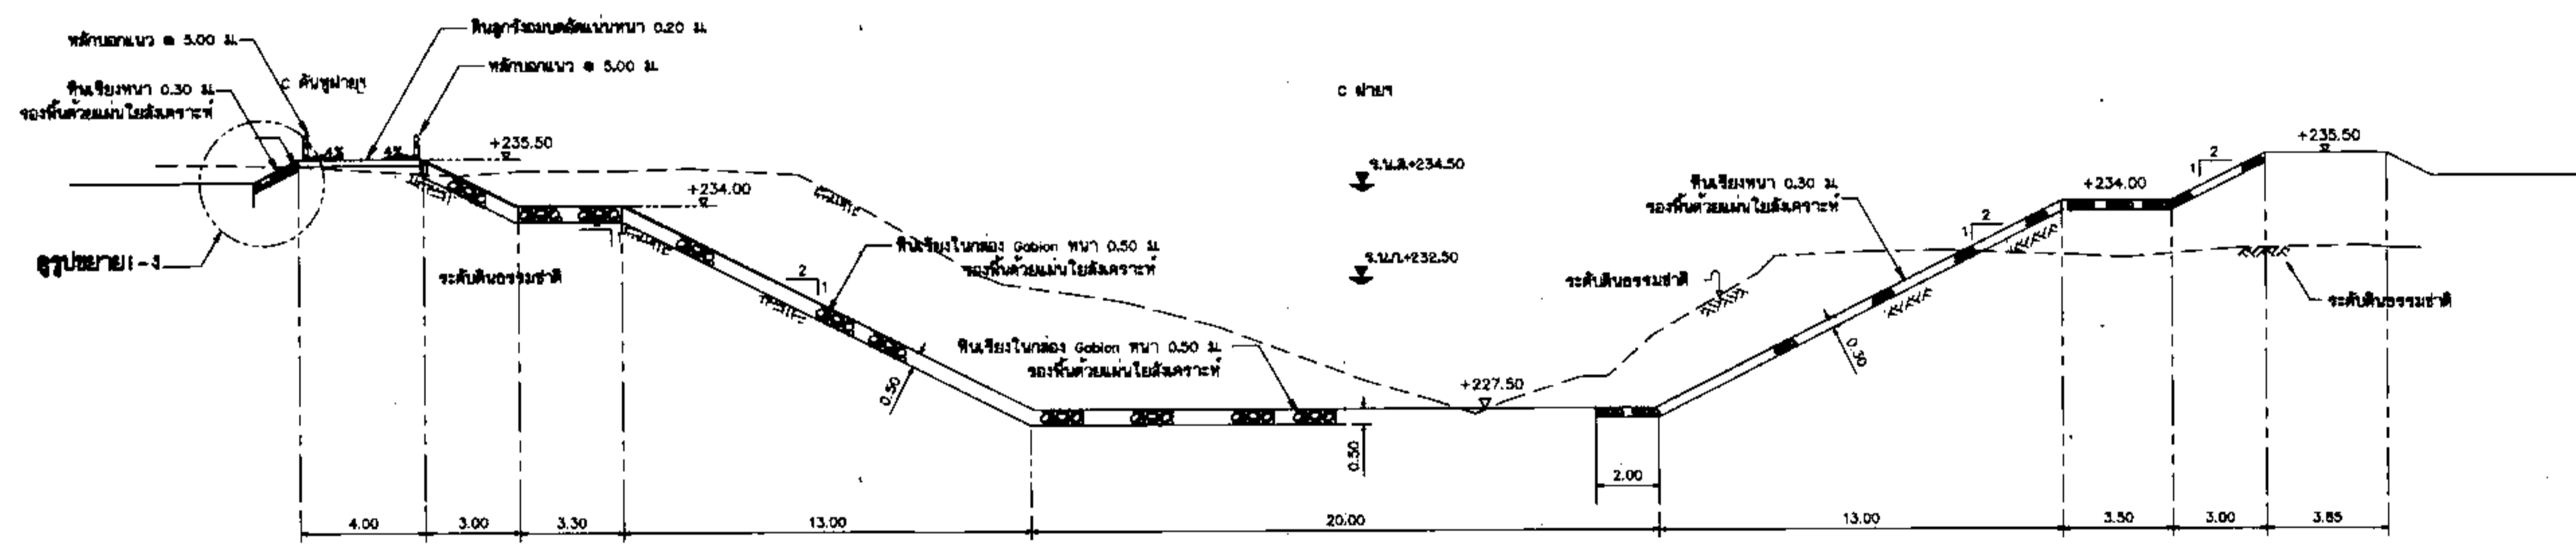 หลักบอกแนว @ 5.00 ม.
ดินลูกรังถมบดอัดแน่นหนา 0.20 ม.
หลักบอกแนว @ 5.00 ม.
C คันชูฝายฯ
หินเรียงหนา 0.30 ม.
รองพื้นด้วยแผ่นใยสังเคราะห์
4%
4%
+235.50
+234.00
ดูรูปขยาย
ระดับดินธรรมชาติ
2
1
หินเรียงในกล่อง Gabion หนา 0.50 ม.
รองพื้นด้วยแผ่นใยสังเคราะห์
0.50
หินเรียงในกล่อง Gabion หนา 0.50 ม.
รองพื้นด้วยแผ่นใยสังเคราะห์
0.50
C ฝายฯ
ร.น.ส.+234.50
ร.น.ก.+232.50
+227.50
ระดับดินธรรมชาติ
หินเรียงหนา 0.30 ม.
รองพื้นด้วยแผ่นใยสังเคราะห์
0.30
2
1
+234.00
2
1
+235.50
ระดับดินธรรมชาติ
2.00
4.00
3.00
3.30
13.00
20.00
13.00
3.50
3.00
3.85